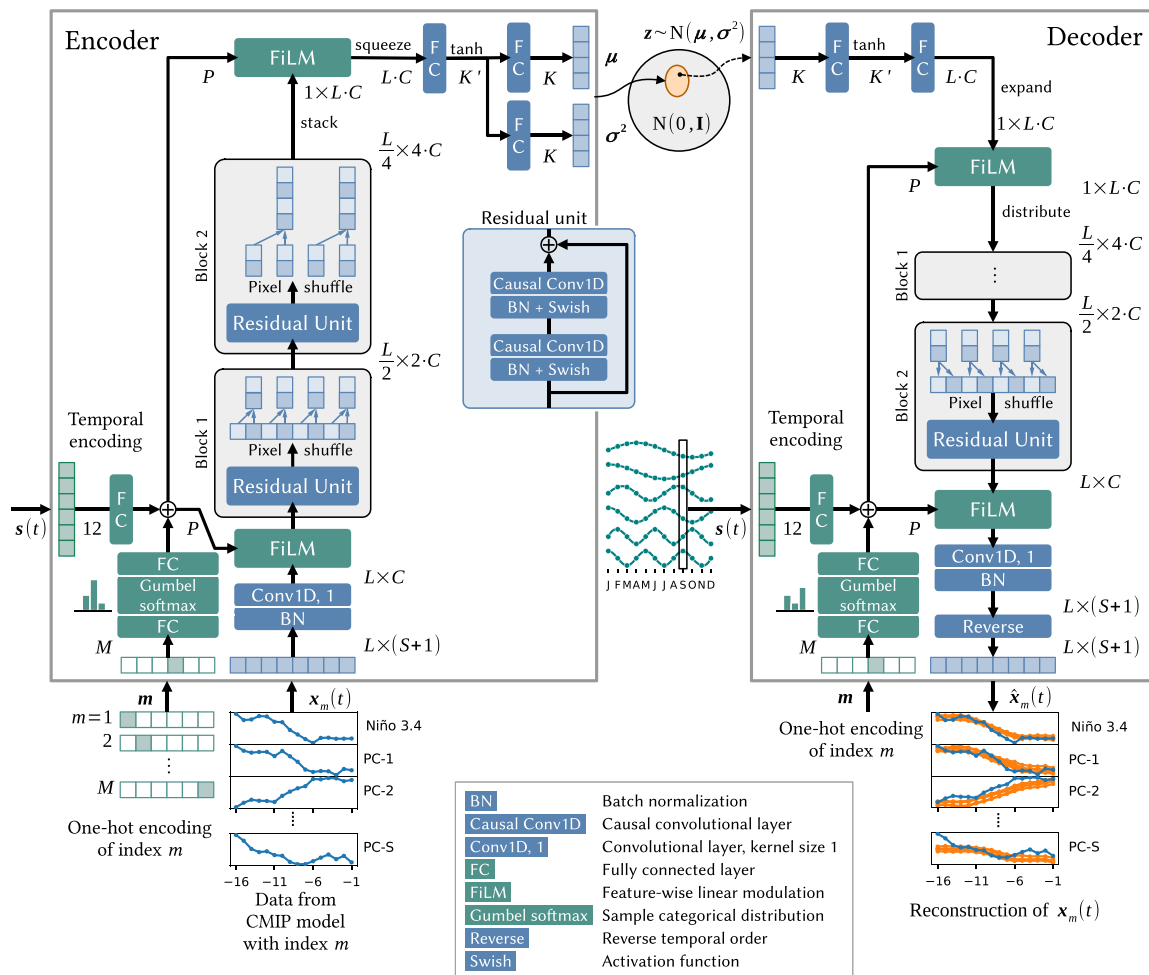 Encoder
P
FiLM
squeeze
L·C
F
C
tanh
K'
F
C
K
μ
F
C
K
σ²
z~N(μ,σ²)
N(0,I)
1×L·C
stack
L/4×4·C
Block 2
Pixel shuffle
Residual Unit
L/2×2·C
Block 1
Pixel shuffle
Residual Unit
Temporal
encoding
s(t)
12
F
C
P
FiLM
L×C
FC
Gumbel
softmax
FC
M
Conv1D, 1
BN
L×(S+1)
m
x_m(t)
m=1
2
⋮
M
One-hot encoding
of index m
Niño 3.4
PC-1
PC-2
PC-S
−16 −11 −6 −1
Data from
CMIP model
with index m
Residual unit
Causal Conv1D
BN + Swish
Causal Conv1D
BN + Swish
J F M A M J J A S O N D
s(t)
Decoder
K
F
C
tanh
K'
F
C
L·C
expand
1×L·C
P
FiLM
1×L·C
distribute
L/4×4·C
Block 1
⋮
L/2×2·C
Block 2
Pixel shuffle
Residual Unit
L×C
Temporal
encoding
12
F
C
P
FiLM
FC
Gumbel
softmax
FC
M
Conv1D, 1
BN
L×(S+1)
Reverse
L×(S+1)
m
One-hot encoding
of index m
x̂_m(t)
Niño 3.4
PC-1
PC-2
PC-S
−16 −11 −6 −1
Reconstruction of x_m(t)
BN Batch normalization
Causal Conv1D Causal convolutional layer
Conv1D, 1 Convolutional layer, kernel size 1
FC Fully connected layer
FiLM Feature-wise linear modulation
Gumbel softmax Sample categorical distribution
Reverse Reverse temporal order
Swish Activation function